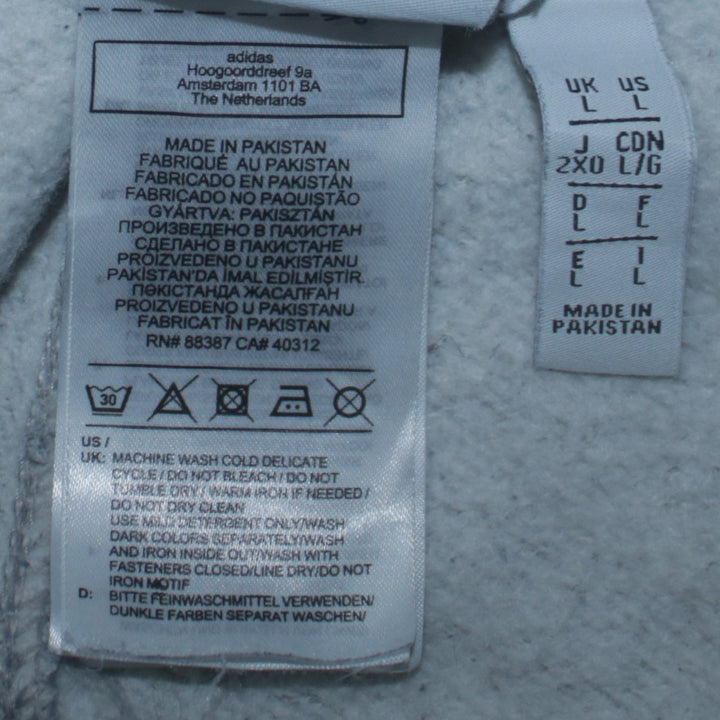 adidas
Hoogoorddreef 9a
Amsterdam 1101 BA
The Netherlands
MADE IN PAKISTAN
FABRIQUÉ AU PAKISTAN
FABRICADO EN PAKISTÁN
FABRICADO NO PAQUISTÃO
GYÁRTVA: PAKISZTÁN
ПРОИЗВЕДЕНО В ПАКИСТАН
СДЕЛАНО В ПАКИСТАНЕ
PROIZVEDENO U PAKISTANU
PAKİSTAN'DA İMAL EDİLMİŞTİR.
ПӘКІСТАНДА ЖАСАЛҒАН
PROIZVEDENO U PAKISTANU
FABRICAT ÎN PAKISTAN
RN# 88387 CA# 40312
30
US /
UK: MACHINE WASH COLD DELICATE
CYCLE / DO NOT BLEACH / DO NOT
TUMBLE DRY / WARM IRON IF NEEDED /
DO NOT DRY CLEAN
USE MILD DETERGENT ONLY/WASH
DARK COLORS SEPARATELY/WASH
AND IRON INSIDE OUT/WASH WITH
FASTENERS CLOSED/LINE DRY/DO NOT
IRON MOTIF
D: BITTE FEINWASCHMITTEL VERWENDEN/
DUNKLE FARBEN SEPARAT WASCHEN/
UK US
L L
J CDN
2XO L/G
D F
L L
E I
L L
MADE IN
PAKISTAN